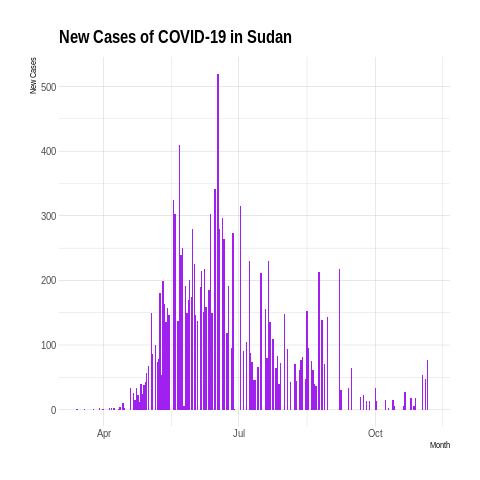 New Cases of COVID-19 in Sudan
New Cases
500
400
300
200
100
0
Apr
Jul
Oct
Month